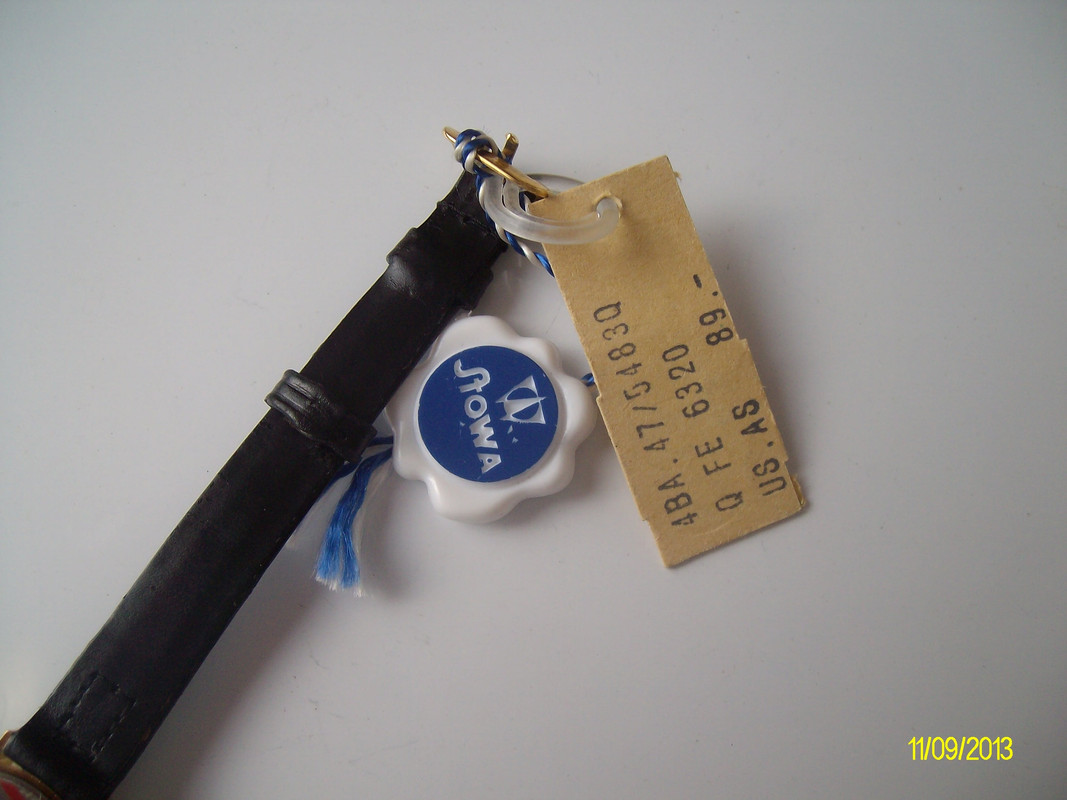 STOWA
4BA.47/54830
Q FE 6320
US.AS 89.-
11/09/2013